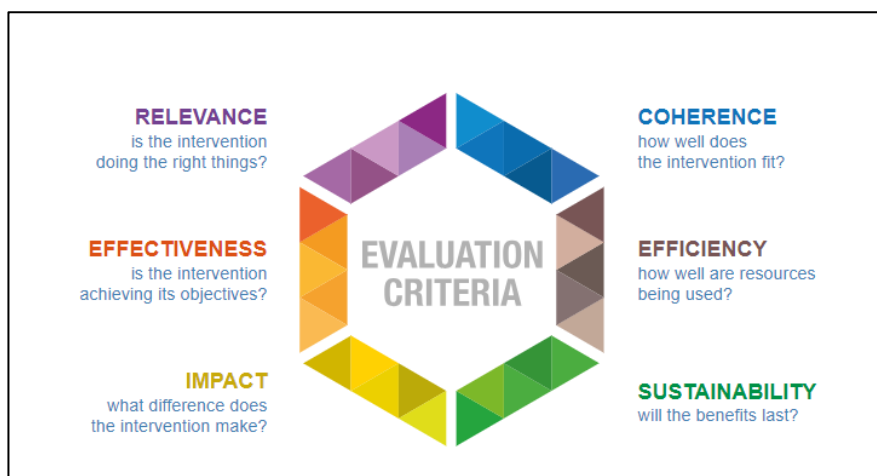 RELEVANCE
is the intervention
doing the right things?
COHERENCE
how well does
the intervention fit?
EFFECTIVENESS
is the intervention
achieving its objectives?
EVALUATION
CRITERIA
EFFICIENCY
how well are resources
being used?
IMPACT
what difference does
the intervention make?
SUSTAINABILITY
will the benefits last?